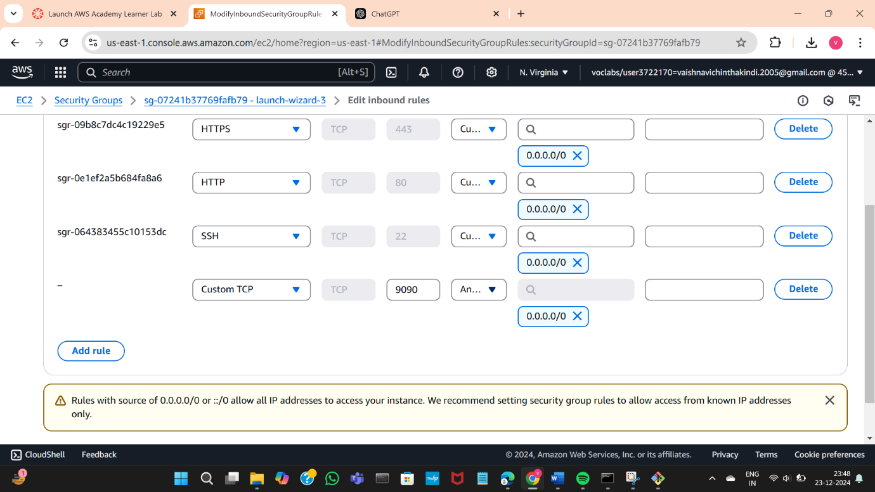 Launch AWS Academy Learner Lab
ModifyInboundSecurityGroupRule
ChatGPT
us-east-1.console.aws.amazon.com/ec2/home?region=us-east-1#ModifyInboundSecurityGroupRules:securityGroupId=sg-07241b37769fafb79
V
aws
Search [Alt+S]
N. Virginia
voclabs/user3722170=vaishnavichinthakindi.2005@gmail.com @ 45...
EC2
Security Groups
sg-07241b37769fafb79 - launch-wizard-3
Edit inbound rules
sgr-09b8c7dc4c19229e5 HTTPS TCP 443 Cu... Delete
0.0.0.0/0
sgr-0e1ef2a5b684fa8a6 HTTP TCP 80 Cu... Delete
0.0.0.0/0
sgr-064383455c10153dc SSH TCP 22 Cu... Delete
0.0.0.0/0
– Custom TCP TCP 9090 An... Delete
0.0.0.0/0
Add rule
Rules with source of 0.0.0.0/0 or ::/0 allow all IP addresses to access your instance. We recommend setting security group rules to allow access from known IP addresses
only.
CloudShell Feedback © 2024, Amazon Web Services, Inc. or its affiliates. Privacy Terms Cookie preferences
ENG
IN
23:48
23-12-2024